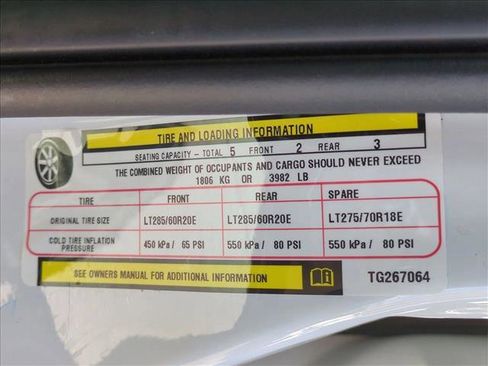 TIRE AND LOADING INFORMATION
SEATING CAPACITY - TOTAL 5 FRONT 2 REAR 3
THE COMBINED WEIGHT OF OCCUPANTS AND CARGO SHOULD NEVER EXCEED
1806 KG OR 3982 LB
TIRE FRONT REAR SPARE
ORIGINAL TIRE SIZE LT285/60R20E LT285/60R20E LT275/70R18E
COLD TIRE INFLATION
PRESSURE 450 kPa / 65 PSI 550 kPa / 80 PSI 550 kPa / 80 PSI
SEE OWNERS MANUAL FOR ADDITIONAL INFORMATION TG267064